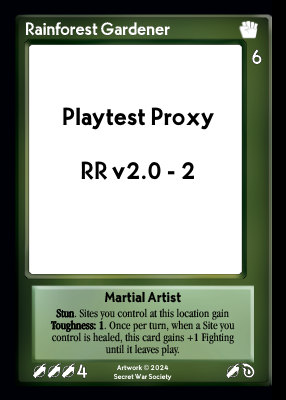 Rainforest Gardener
6
Playtest Proxy
RR v2.0 - 2
Martial Artist
Stun. Sites you control at this location gain
Toughness: 1. Once per turn, when a Site you
control is healed, this card gains +1 Fighting
until it leaves play.
4
Artwork © 2024
Secret War Society